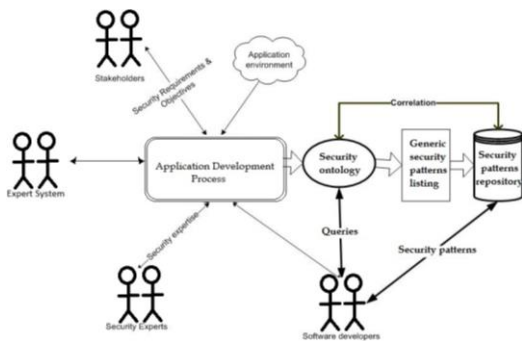 Stakeholders
Security Requirements &
Objectives
Application
environment
Correlation
Expert System
Application Development
Process
Security
ontology
Generic
security
patterns
listing
Security
patterns
repository
Queries
Security expertise
Security patterns
Security Experts
Software developers